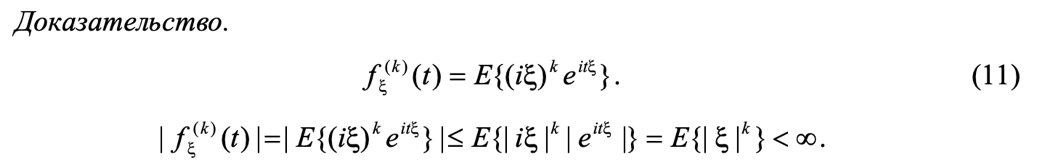 Доказательство.
f_ξ^(k)(t) = E{(iξ)^k e^{itξ}}. (11)
| f_ξ^(k)(t) |=| E{(iξ)^k e^{itξ}} |≤ E{| iξ |^k | e^{itξ} |} = E{| ξ |^k} < ∞.